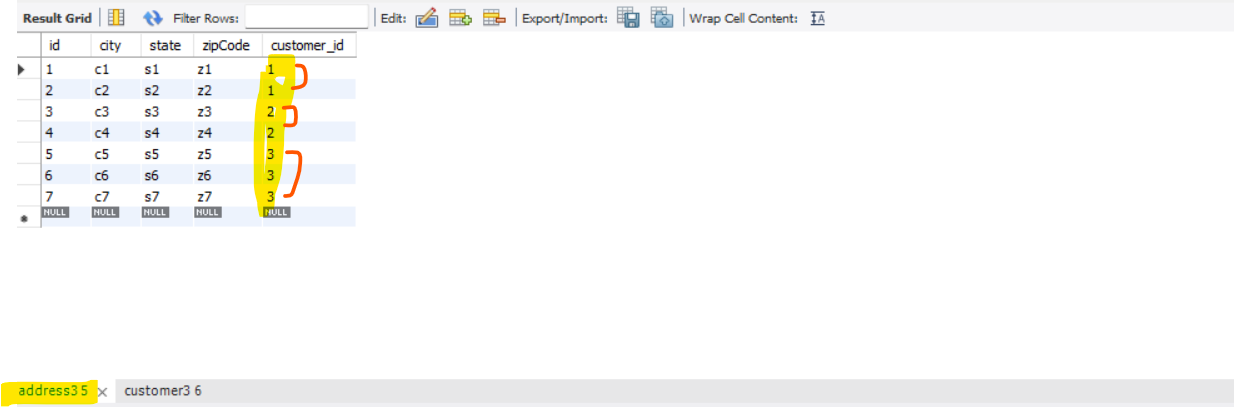 Result Grid Filter Rows: Edit: Export/Import: Wrap Cell Content: IA
id city state zipCode customer_id
1 c1 s1 z1 1
2 c2 s2 z2 1
3 c3 s3 z3 2
4 c4 s4 z4 2
5 c5 s5 z5 3
6 c6 s6 z6 3
7 c7 s7 z7 3
NULL NULL NULL NULL NULL
address3 5 customer3 6